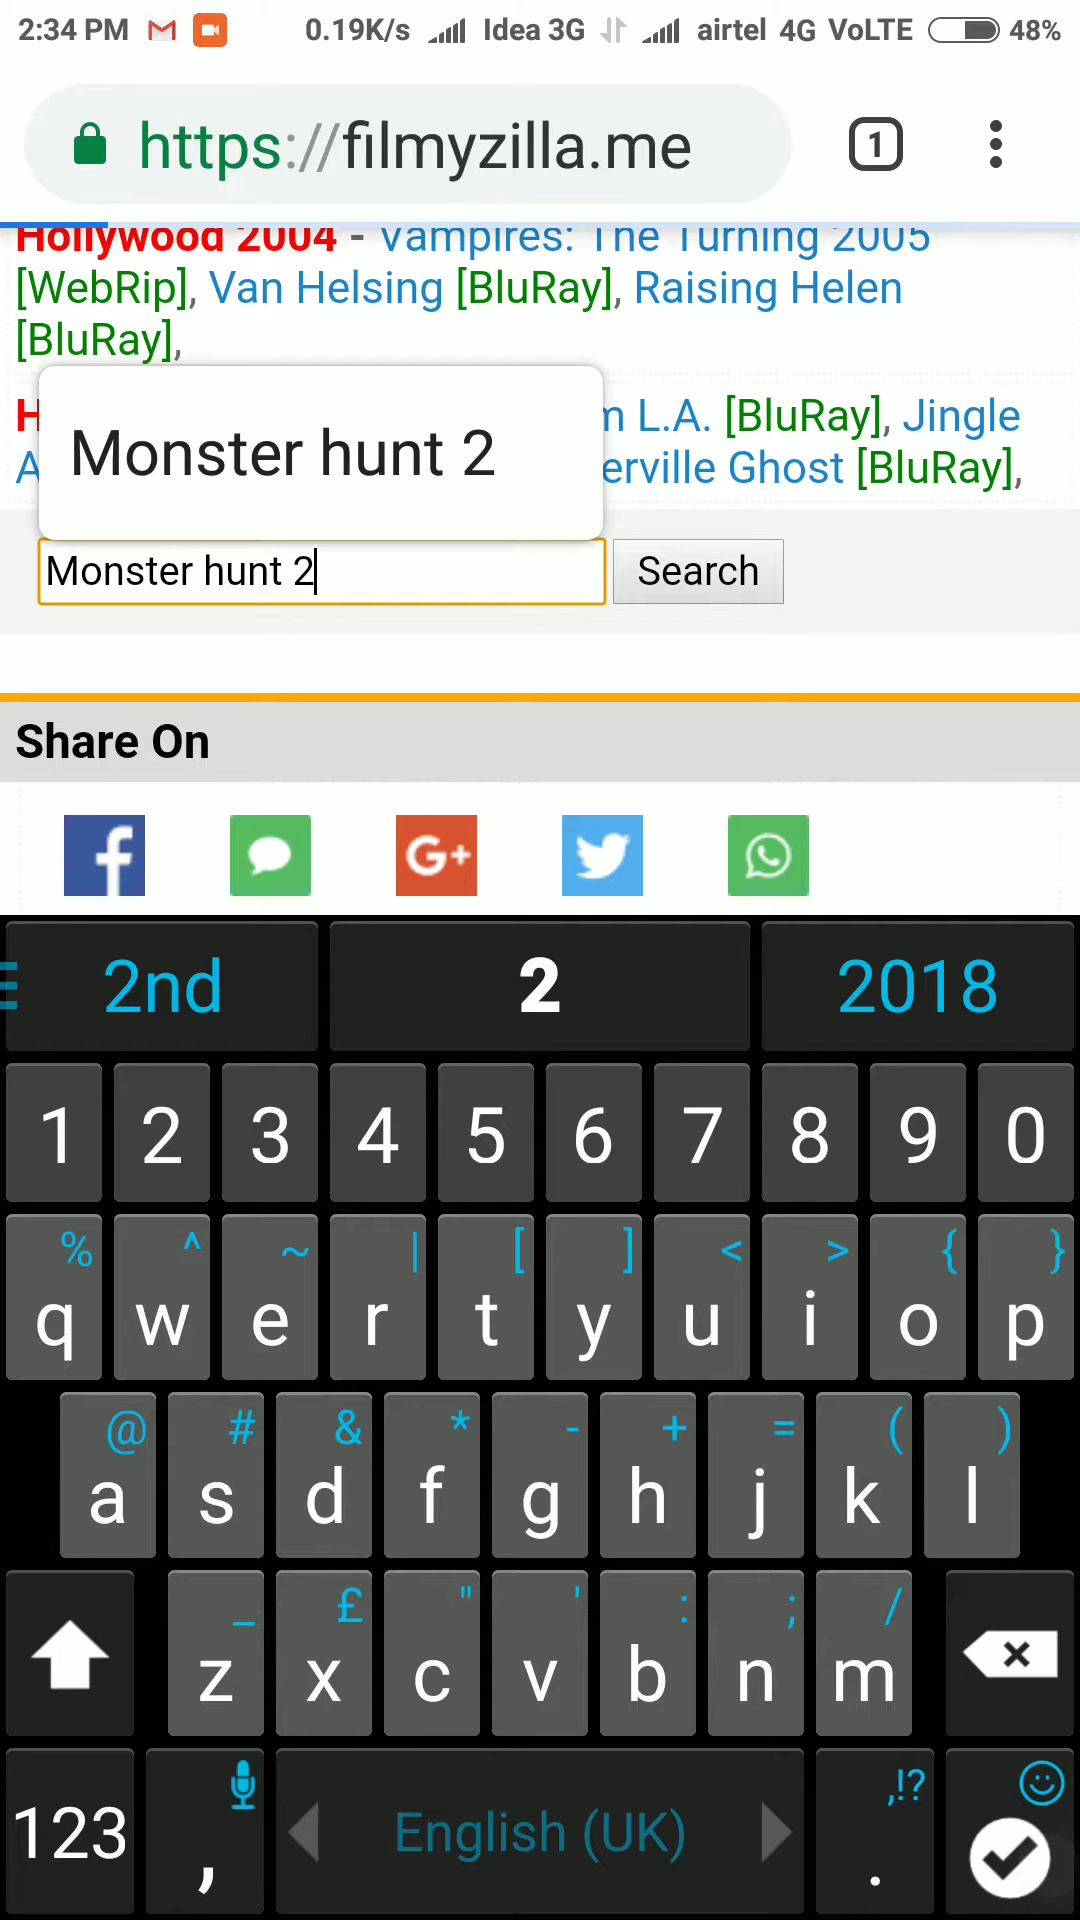 2:34 PM 0.19K/s Idea 3G airtel 4G VoLTE 48%
https://filmyzilla.me 1
Hollywood 2004 - Vampires: The Turning 2005
[WebRip], Van Helsing [BluRay], Raising Helen
[BluRay],
H m L.A. [BluRay], Jingle
A erville Ghost [BluRay],
Monster hunt 2
Monster hunt 2 Search
Share On
f G+
2nd 2 2018
1 2 3 4 5 6 7 8 9 0
% ^ ~ | [ ] < > { }
q w e r t y u i o p
@ # & * - + = ( )
a s d f g h j k l
_ £ " ' : ; /
z x c v b n m
,!?
123 , English (UK) .